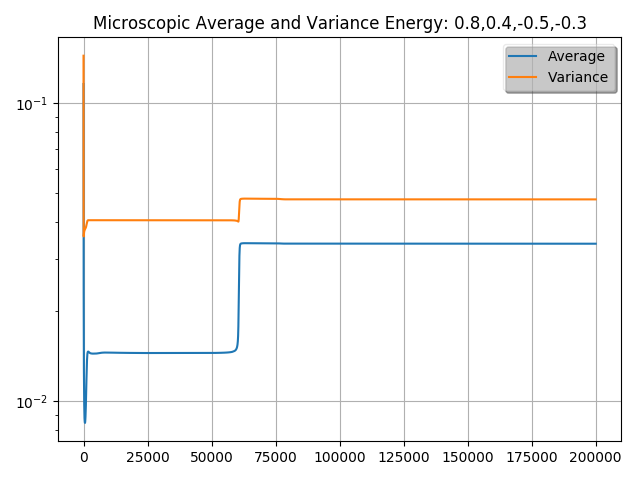 Microscopic Average and Variance Energy: 0.8,0.4,-0.5,-0.3
Average
Variance
10⁻¹
10⁻²
0 25000 50000 75000 100000 125000 150000 175000 200000